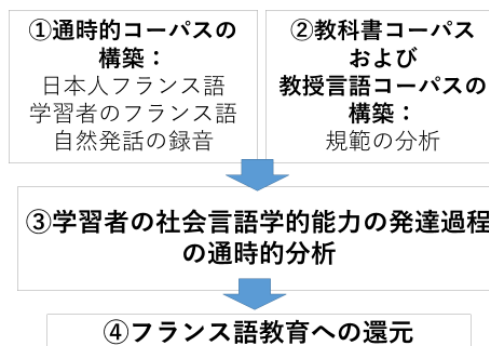 ①通時的コーパスの
構築：
日本人フランス語
学習者のフランス語
自然発話の録音
②教科書コーパス
および
教授言語コーパスの
構築：
規範の分析
③学習者の社会言語学的能力の発達過程
の通時的分析
④フランス語教育への還元